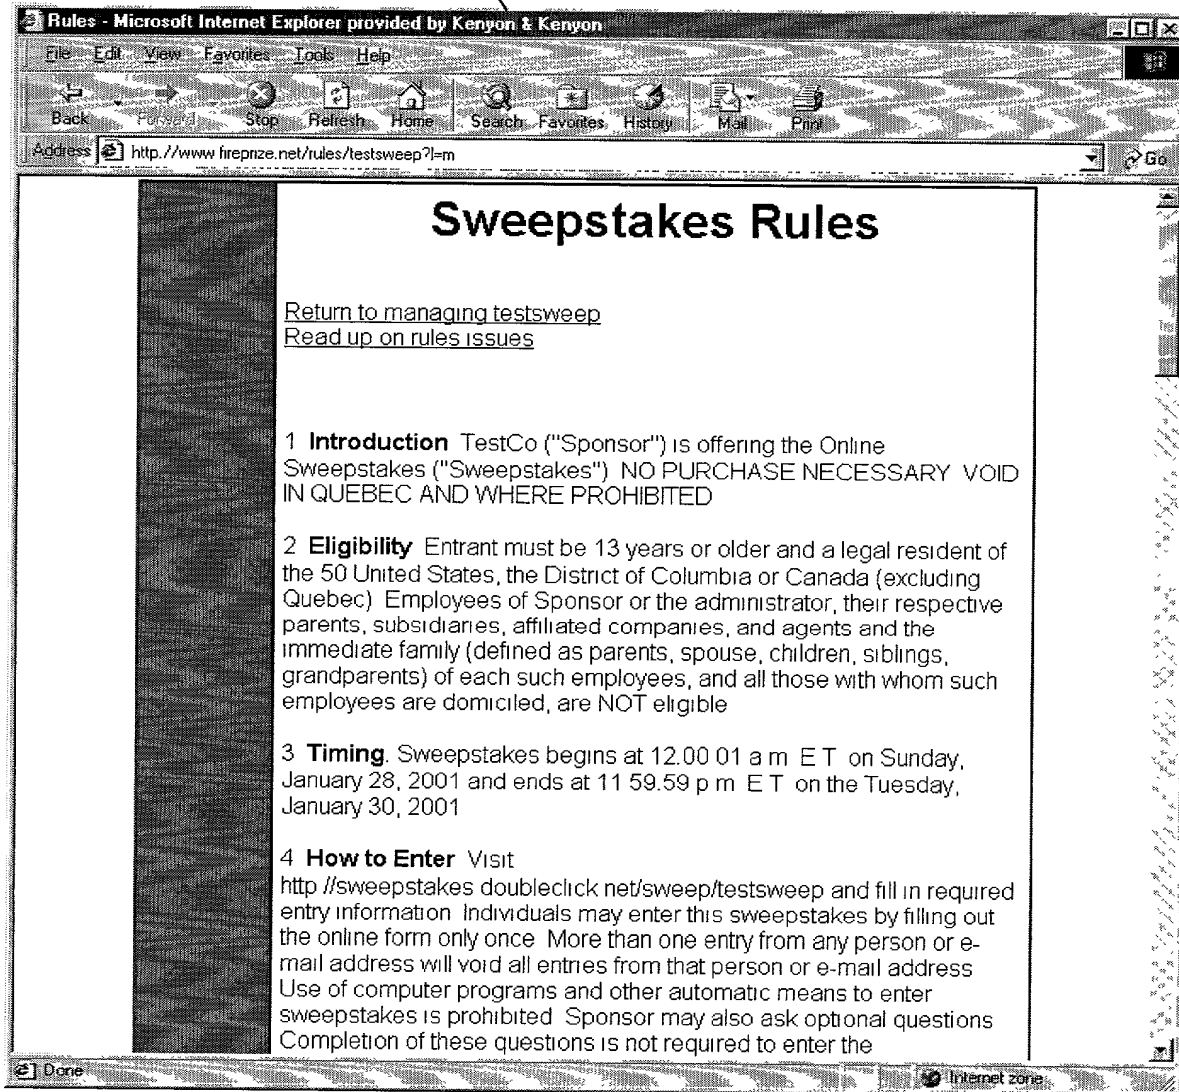 Rules - Microsoft Internet Explorer provided by Kenyon & Kenyon
File Edit View Favorites Tools Help
Back Forward Stop Refresh Home Search Favorites History Mail Print
Address http.//www fireprize.net/rules/testsweep?l=m Go
Sweepstakes Rules
Return to managing testsweep
Read up on rules issues
1 Introduction TestCo ("Sponsor") is offering the Online
Sweepstakes ("Sweepstakes") NO PURCHASE NECESSARY VOID
IN QUEBEC AND WHERE PROHIBITED
2 Eligibility Entrant must be 13 years or older and a legal resident of
the 50 United States, the District of Columbia or Canada (excluding
Quebec) Employees of Sponsor or the administrator, their respective
parents, subsidiaries, affiliated companies, and agents and the
immediate family (defined as parents, spouse, children, siblings,
grandparents) of each such employees, and all those with whom such
employees are domiciled, are NOT eligible
3 Timing. Sweepstakes begins at 12.00 01 a m E T on Sunday,
January 28, 2001 and ends at 11 59.59 p m E T on the Tuesday,
January 30, 2001
4 How to Enter Visit
http //sweepstakes doubleclick net/sweep/testsweep and fill in required
entry information Individuals may enter this sweepstakes by filling out
the online form only once More than one entry from any person or e-
mail address will void all entries from that person or e-mail address
Use of computer programs and other automatic means to enter
sweepstakes is prohibited Sponsor may also ask optional questions
Completion of these questions is not required to enter the
Done Internet zone